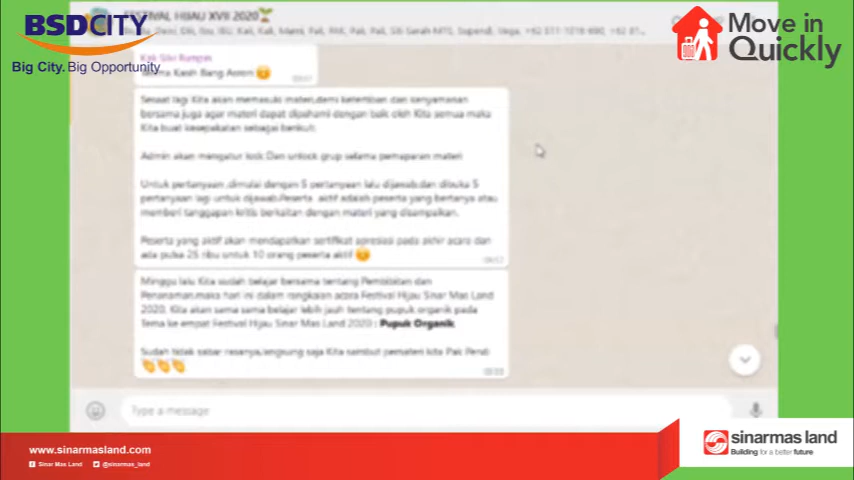 BSDCITY
Big City. Big Opportunity
FESTIVAL HIJAU XVII 2020
Move in
Quickly
Terima Kasih Bang
Sesaat lagi Kita akan memasuki materi,demi ketertiban dan kenyamanan
bersama juga agar materi dapat dipahami dengan baik oleh Kita semua maka
Kita buat kesepakatan sebagai berikut:
Admin akan mengatur lock Dan unlock grup selama pemaparan materi
Untuk pertanyaan ,dimulai dengan 5 pertanyaan lalu dijawab,dan dibuka 5
pertanyaan lagi untuk dijawab.Peserta aktif adalah peserta yang bertanya atau
memberi tanggapan kritis berkaitan dengan materi yang disampaikan.
Peserta yang aktif akan mendapatkan sertifikat apresiasi pada akhir acara dan
ada pulsa 25 ribu untuk 10 orang peserta aktif 😊
Minggu lalu Kita sudah belajar bersama tentang Pembibitan dan
Penanaman,maka hari ini dalam rangkaian acara Festival Hijau Sinar Mas Land
2020, Kita akan sama sama belajar lebih jauh tentang pupuk organik pada
Tema ke empat Festival Hijau Sinar Mas Land 2020 : Pupuk Organik
Sudah tidak sabar rasanya,langsung saja Kita sambut pemateri kita Pak Pendi
👏👏👏
Type a message
www.sinarmasland.com
Sinar Mas Land
@sinarmas_land
sinarmas land
Building for a better future